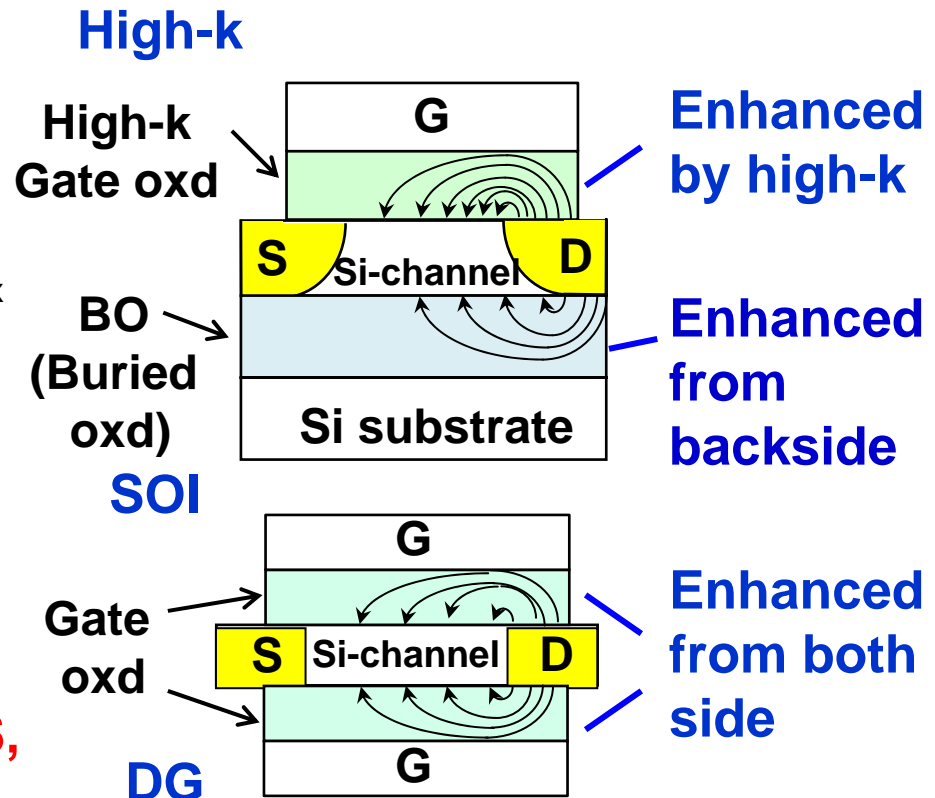 High-k
High-k
Gate oxd
G
Enhanced
by high-k
S
Si-channel
D
BO
(Buried
oxd)
Enhanced
from
backside
Si substrate
SOI
G
Gate
oxd
S
Si-channel
D
Enhanced
from both
side
G
DG